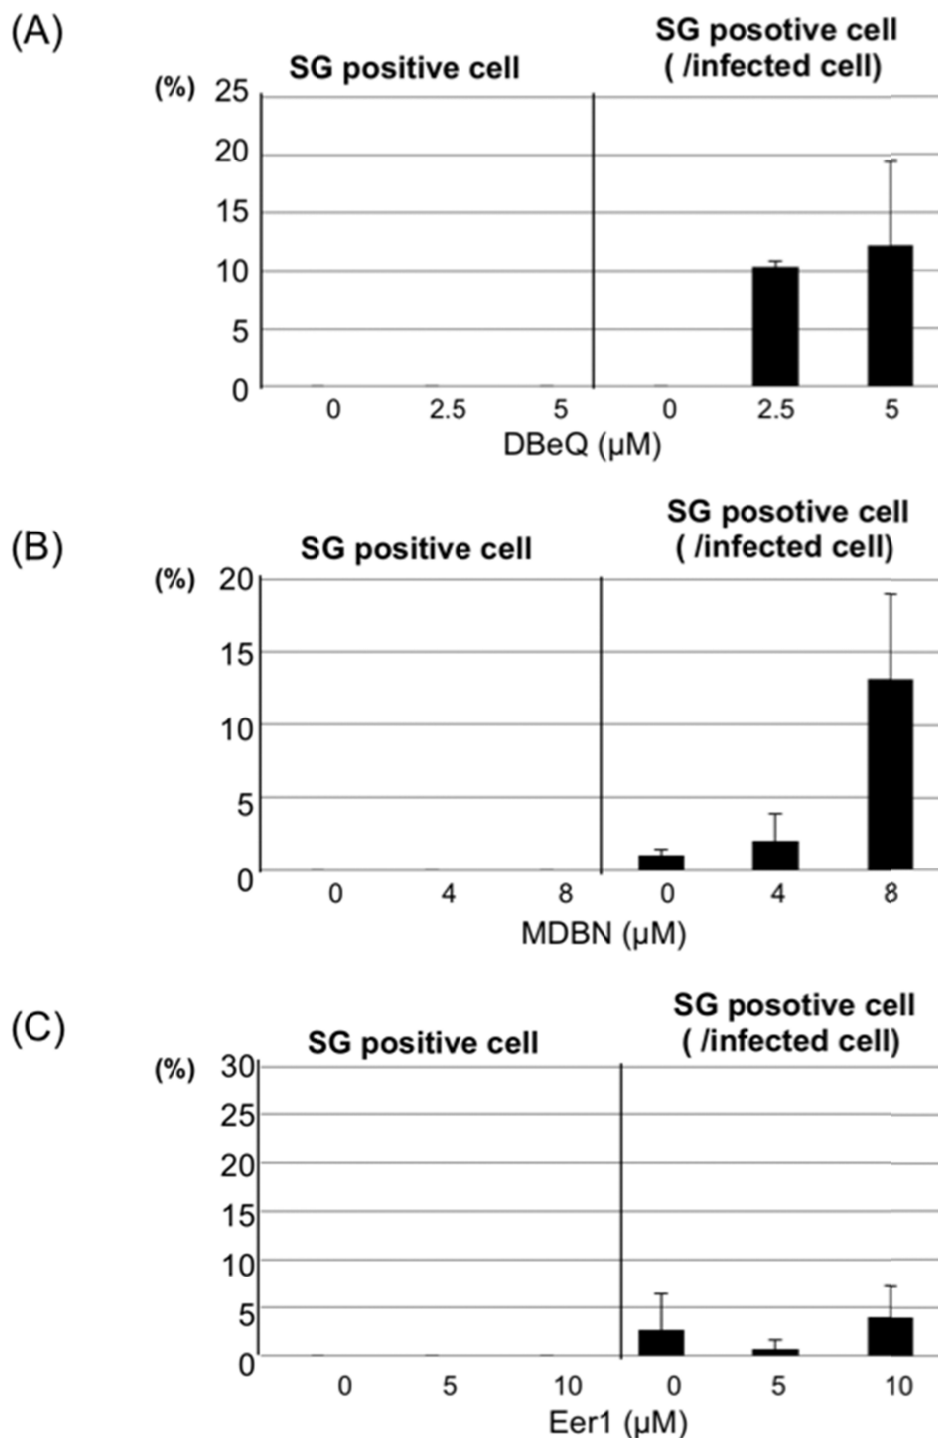 (A)
SG positive cell
SG posotive cell
( /infected cell)
(%)
25
20
15
10
5
0
0 2.5 5 0 2.5 5
DBeQ (μM)
(B)
SG positive cell
SG posotive cell
( /infected cell)
(%)
20
15
10
5
0
0 4 8 0 4 8
MDBN (μM)
(C)
SG positive cell
SG posotive cell
( /infected cell)
(%)
30
25
20
15
10
5
0
0 5 10 0 5 10
Eer1 (μM)